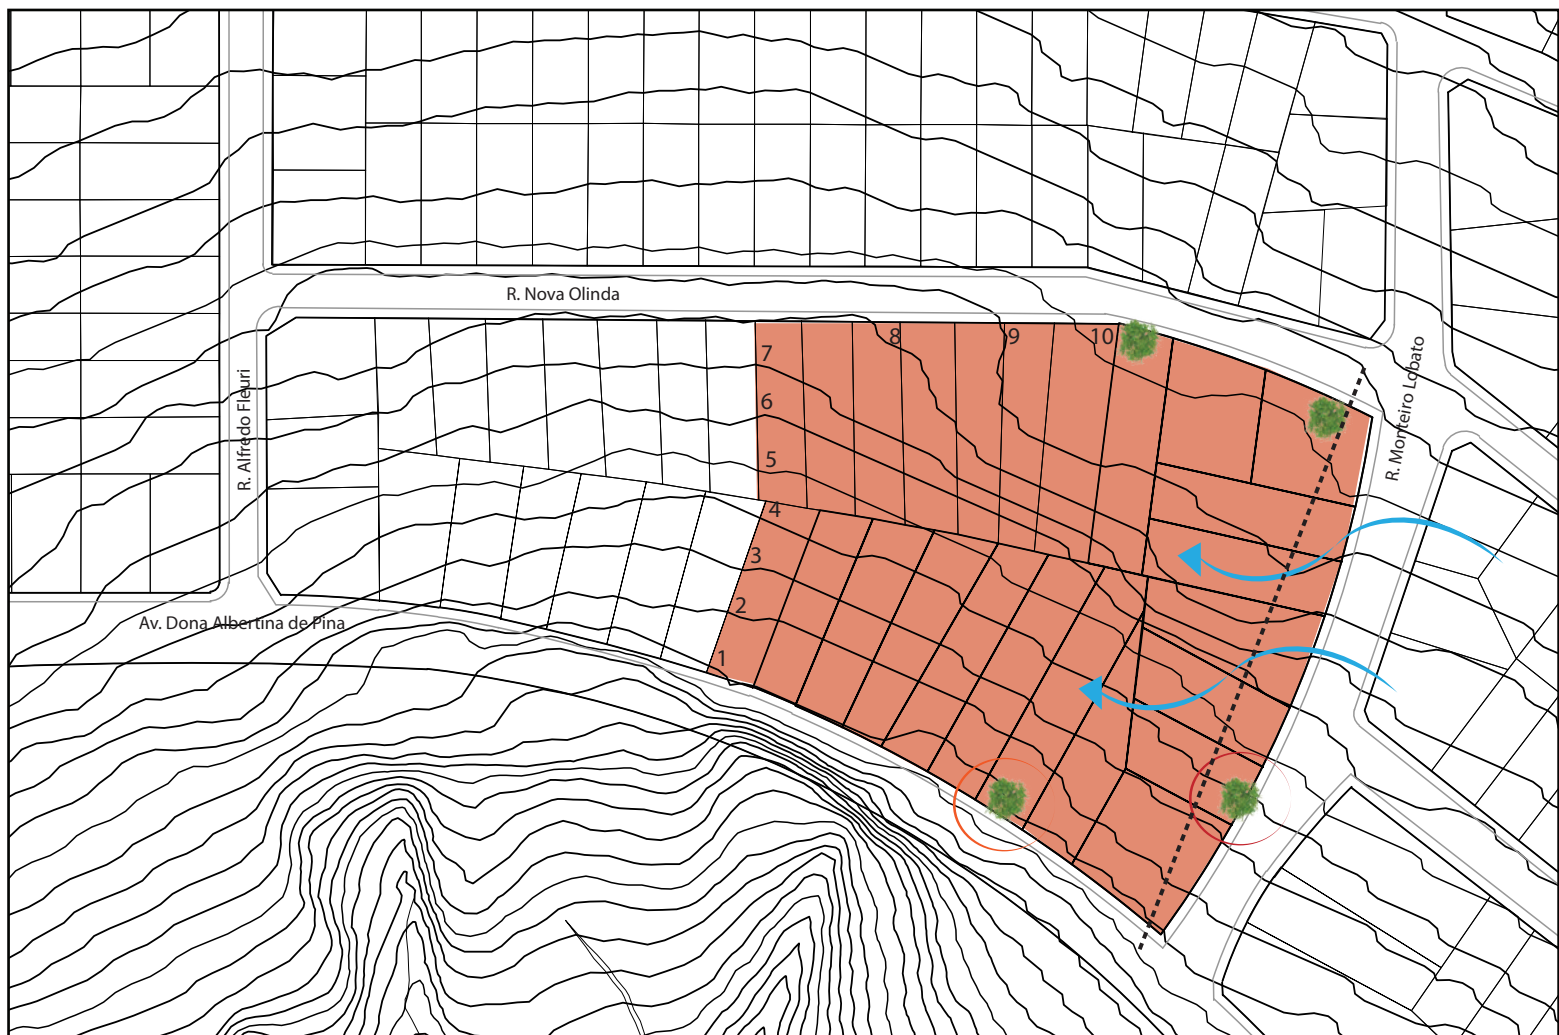 R. Nova Olinda
8
9
10
7
R. Monteiro Lobato
6
R. Alfredo Fleuri
5
4
3
2
Av. Dona Albertina de Pina
1